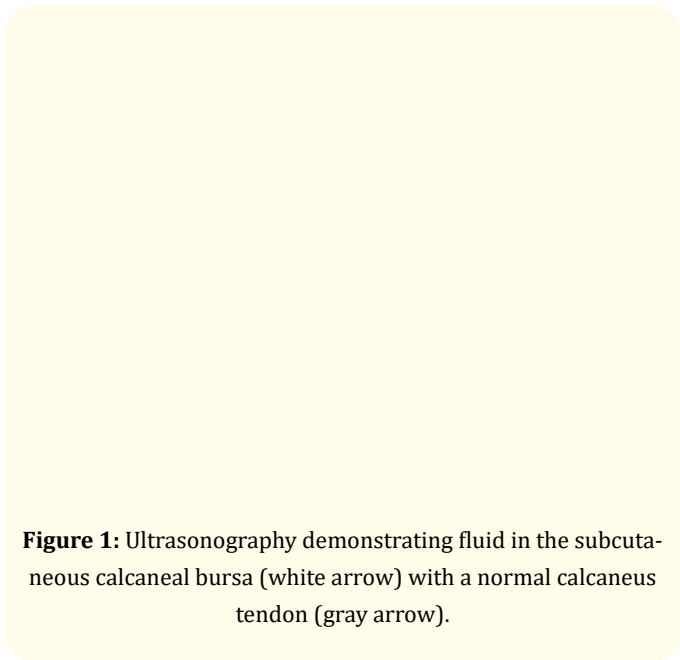 Figure 1: Ultrasonography demonstrating fluid in the subcuta-
neous calcaneal bursa (white arrow) with a normal calcaneus
tendon (gray arrow).